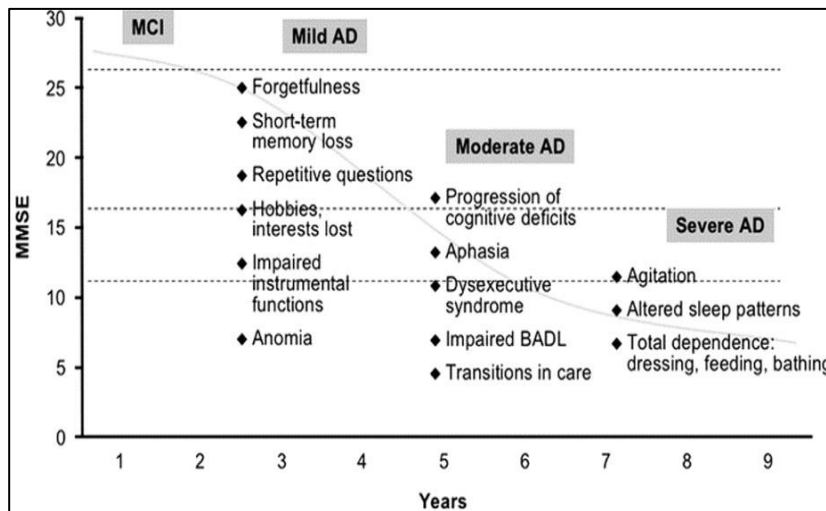 MCI
Mild AD
Moderate AD
Severe AD
Forgetfulness
Short-term
memory loss
Repetitive questions
Hobbies,
interests lost
Impaired
instrumental
functions
Anomia
Progression of
cognitive deficits
Aphasia
Dysexecutive
syndrome
Impaired BADL
Transitions in care
Agitation
Altered sleep patterns
Total dependence:
dressing, feeding, bathing
MMSE
30
25
20
15
10
5
0
1 2 3 4 5 6 7 8 9
Years